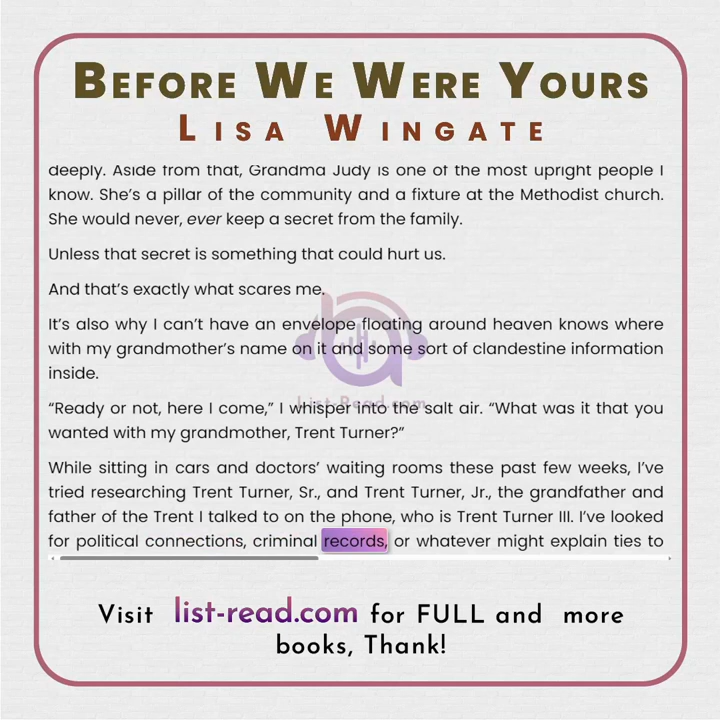 BEFORE WE WERE YOURS
LISA WINGATE
deeply. Aside from that, Grandma Judy is one of the most upright people I
know. She’s a pillar of the community and a fixture at the Methodist church.
She would never, ever keep a secret from the family.
Unless that secret is something that could hurt us.
And that’s exactly what scares me.
It’s also why I can’t have an envelope floating around heaven knows where
with my grandmother’s name on it and some sort of clandestine information
inside.
List-Read.com
“Ready or not, here I come,” I whisper into the salt air. “What was it that you
wanted with my grandmother, Trent Turner?”
While sitting in cars and doctors’ waiting rooms these past few weeks, I’ve
tried researching Trent Turner, Sr., and Trent Turner, Jr., the grandfather and
father of the Trent I talked to on the phone, who is Trent Turner III. I’ve looked
for political connections, criminal records, or whatever might explain ties to
Visit list-read.com for FULL and more
books, Thank!